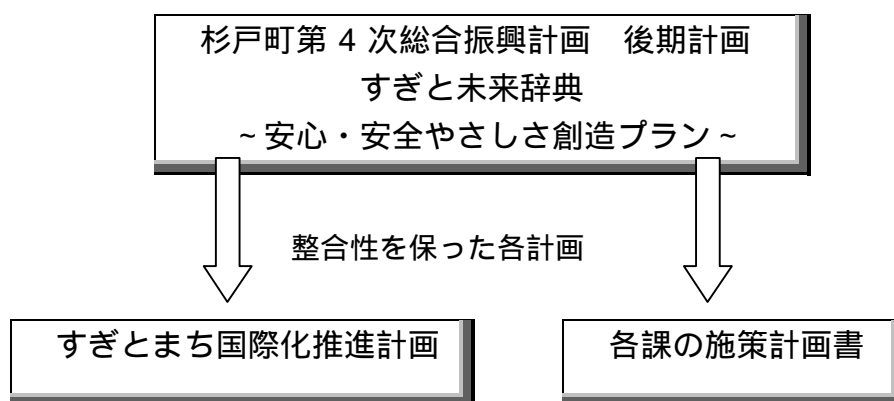 杉戸町第４次総合振興計画　後期計画
すぎと未来辞典
~安心・安全やさしさ創造プラン~
整合性を保った各計画
すぎとまち国際化推進計画
各課の施策計画書